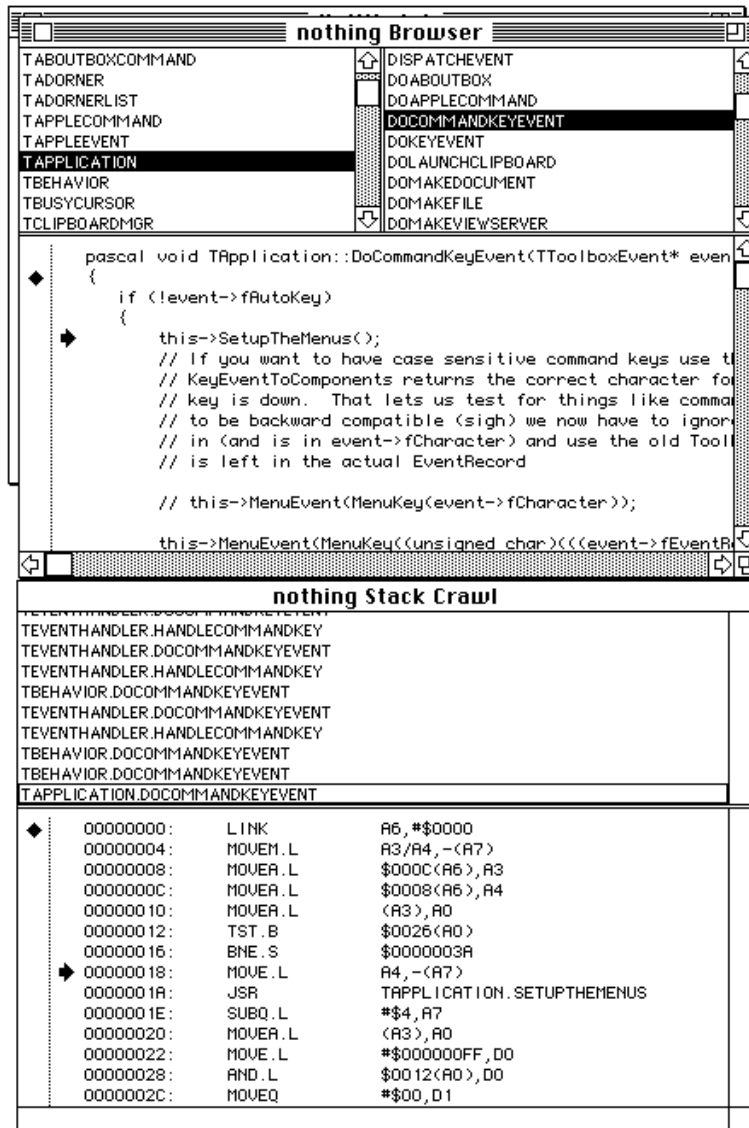 nothing Browser
TABOUTBOXCOMMAND
TADORNER
TADORNERLIST
TAPPLECOMMAND
TAPPLEEVENT
TAPPLICATION
TBEHAVIOR
TBUSYCURSOR
TCLIPBOARDMGR
DISPATCHEVENT
DOABOUTBOX
DOAPPLECOMMAND
DOCOMMANDKEYEVENT
DOKEYEVENT
DOLAUNCHCLIPBOARD
DOMAKEDOCUMENT
DOMAKEFILE
DOMAKEVIEWSERVER
pascal void TApplication::DoCommandKeyEvent(TToolboxEvent* even
{
if (!event->fAutoKey)
{
this->SetupTheMenus();
// If you want to have case sensitive command keys use t
// KeyEventToComponents returns the correct character fo
// key is down.  That lets us test for things like comma
// to be backward compatible (sigh) we now have to ignor
// in (and is in event->fCharacter) and use the old Tool
// is left in the actual EventRecord
// this->MenuEvent(MenuKey(event->fCharacter));
this->MenuEvent(MenuKey((unsigned char)(((event->fEventR
nothing Stack Crawl
TEVENTHANDLER.DOCOMMANDKEYEVENT
TEVENTHANDLER.HANDLECOMMANDKEY
TEVENTHANDLER.DOCOMMANDKEYEVENT
TEVENTHANDLER.HANDLECOMMANDKEY
TBEHAVIOR.DOCOMMANDKEYEVENT
TEVENTHANDLER.DOCOMMANDKEYEVENT
TEVENTHANDLER.HANDLECOMMANDKEY
TBEHAVIOR.DOCOMMANDKEYEVENT
TBEHAVIOR.DOCOMMANDKEYEVENT
TAPPLICATION.DOCOMMANDKEYEVENT
00000000: LINK A6,#$0000
00000004: MOVEM.L A3/A4,-(A7)
00000008: MOVEA.L $000C(A6),A3
0000000C: MOVEA.L $0008(A6),A4
00000010: MOVEA.L (A3),A0
00000012: TST.B $0026(A0)
00000016: BNE.S $0000003A
00000018: MOVE.L A4,-(A7)
0000001A: JSR TAPPLICATION.SETUPTHEMENUS
0000001E: SUBQ.L #$4,A7
00000020: MOVEA.L (A3),A0
00000022: MOVE.L #$000000FF,D0
00000028: AND.L $0012(A0),D0
0000002C: MOVEQ #$00,D1